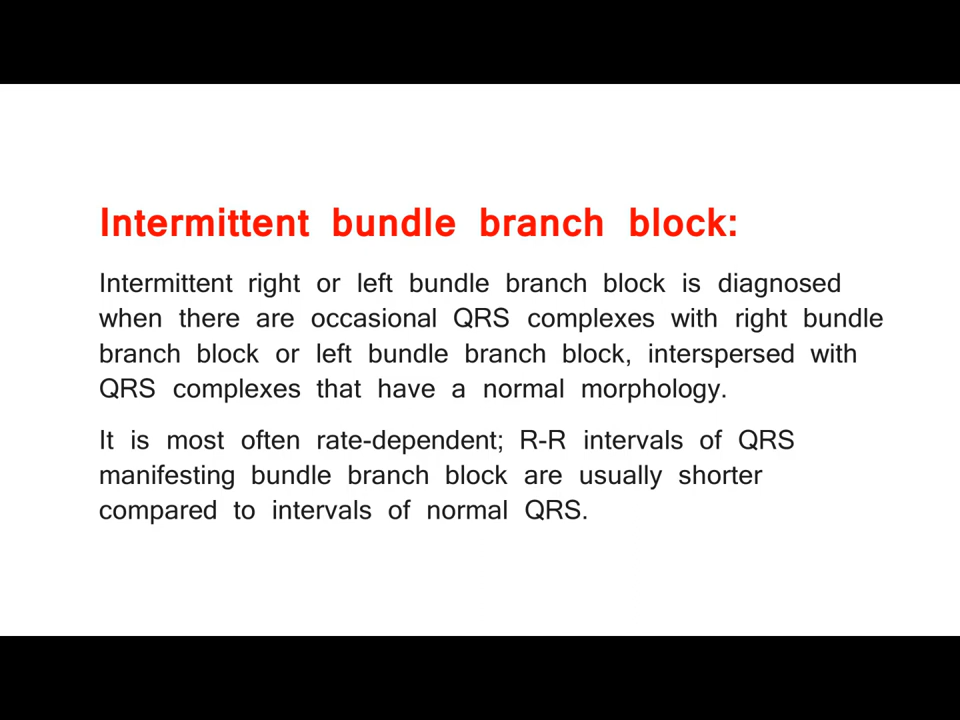 Intermittent bundle branch block:
Intermittent right or left bundle branch block is diagnosed
when there are occasional QRS complexes with right bundle
branch block or left bundle branch block, interspersed with
QRS complexes that have a normal morphology.
It is most often rate-dependent; R-R intervals of QRS
manifesting bundle branch block are usually shorter
compared to intervals of normal QRS.